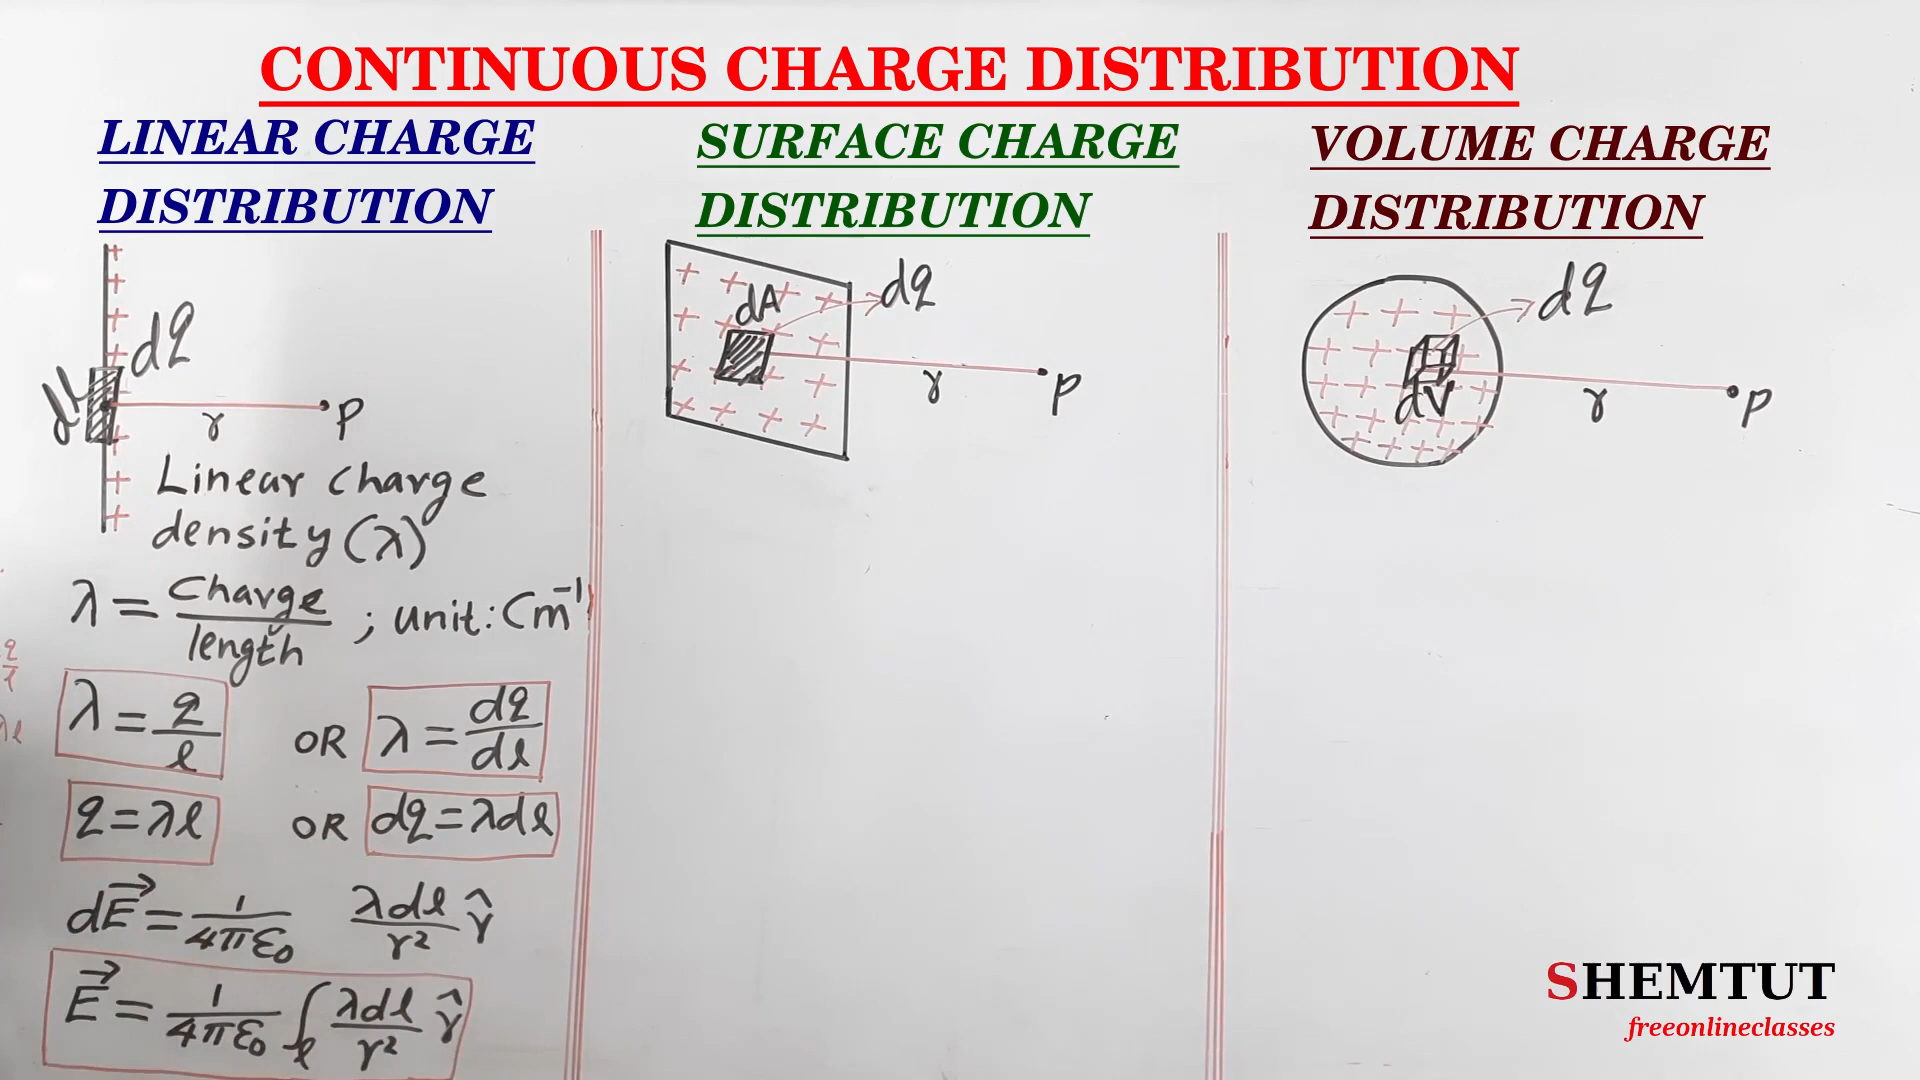 CONTINUOUS CHARGE DISTRIBUTION
LINEAR CHARGE
DISTRIBUTION
dq
dl
r
p
Linear charge
density (λ)
λ = Charge / length ; unit: Cm⁻¹
λ = q/l OR λ = dq/dl
q = λl OR dq = λdl
dE⃗ = 1/4πε₀ λdl/r² r̂
E⃗ = 1/4πε₀ ∫l λdl/r² r̂
SURFACE CHARGE
DISTRIBUTION
dA
dq
r
p
VOLUME CHARGE
DISTRIBUTION
dq
dV
r
p
SHEMTUT
freeonlineclasses